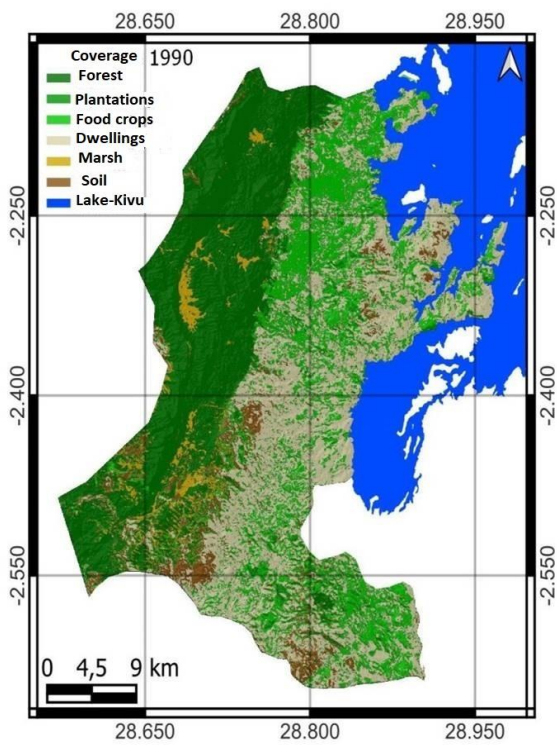 28.650 28.800 28.950
Coverage 1990
Forest
Plantations
Food crops
Dwellings
Marsh
Soil
Lake-Kivu
-2.250 -2.250
-2.400 -2.400
-2.550 -2.550
0 4,5 9 km
28.650 28.800 28.950